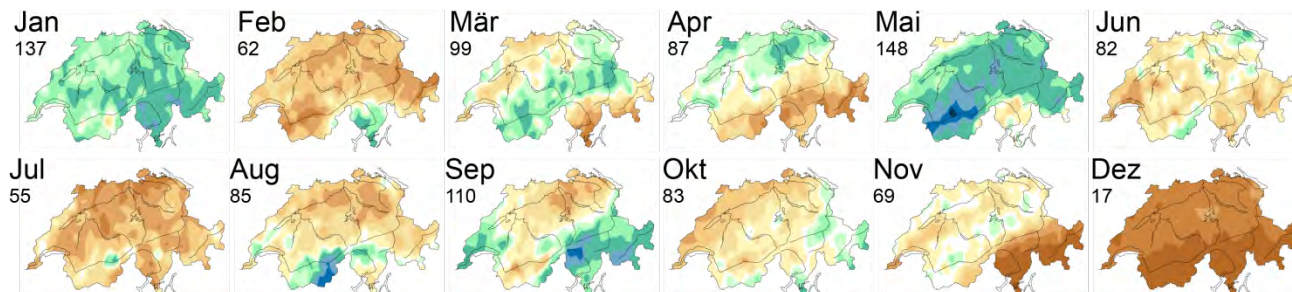 Jan Feb Mär Apr Mai Jun
137 62 99 87 148 82
Jul Aug Sep Okt Nov Dez
55 85 110 83 69 17